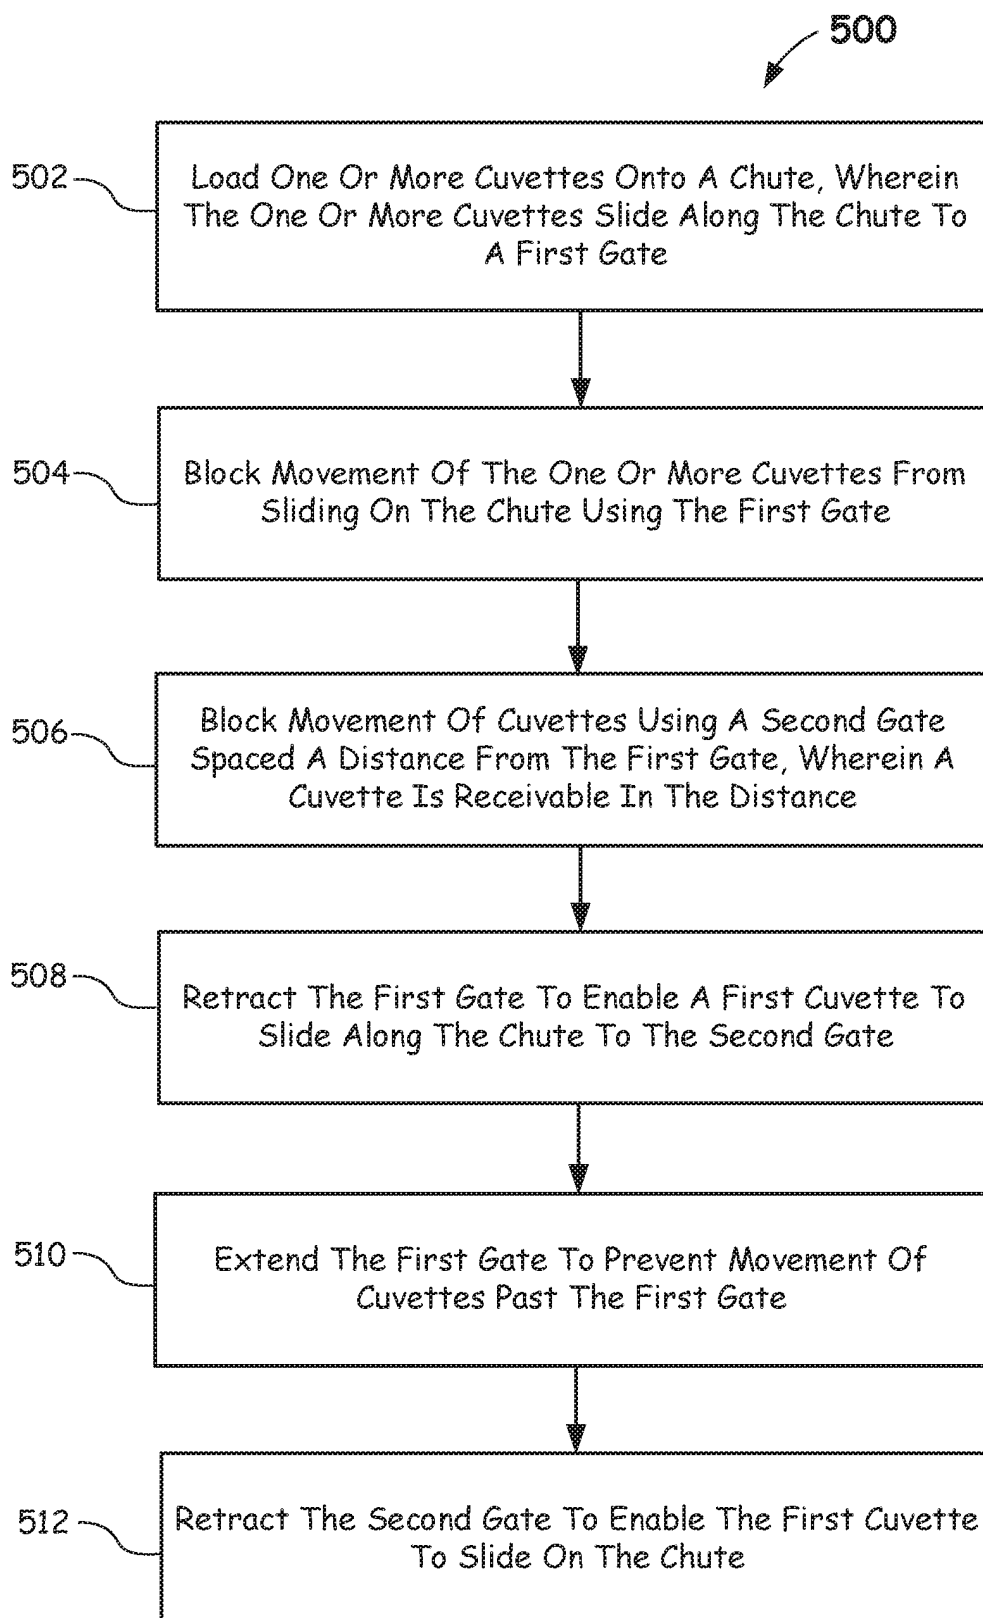 500
502
Load One Or More Cuvettes Onto A Chute, Wherein
The One Or More Cuvettes Slide Along The Chute To
A First Gate
504
Block Movement Of The One Or More Cuvettes From
Sliding On The Chute Using The First Gate
506
Block Movement Of Cuvettes Using A Second Gate
Spaced A Distance From The First Gate, Wherein A
Cuvette Is Receivable In The Distance
508
Retract The First Gate To Enable A First Cuvette To
Slide Along The Chute To The Second Gate
510
Extend The First Gate To Prevent Movement Of
Cuvettes Past The First Gate
512
Retract The Second Gate To Enable The First Cuvette
To Slide On The Chute